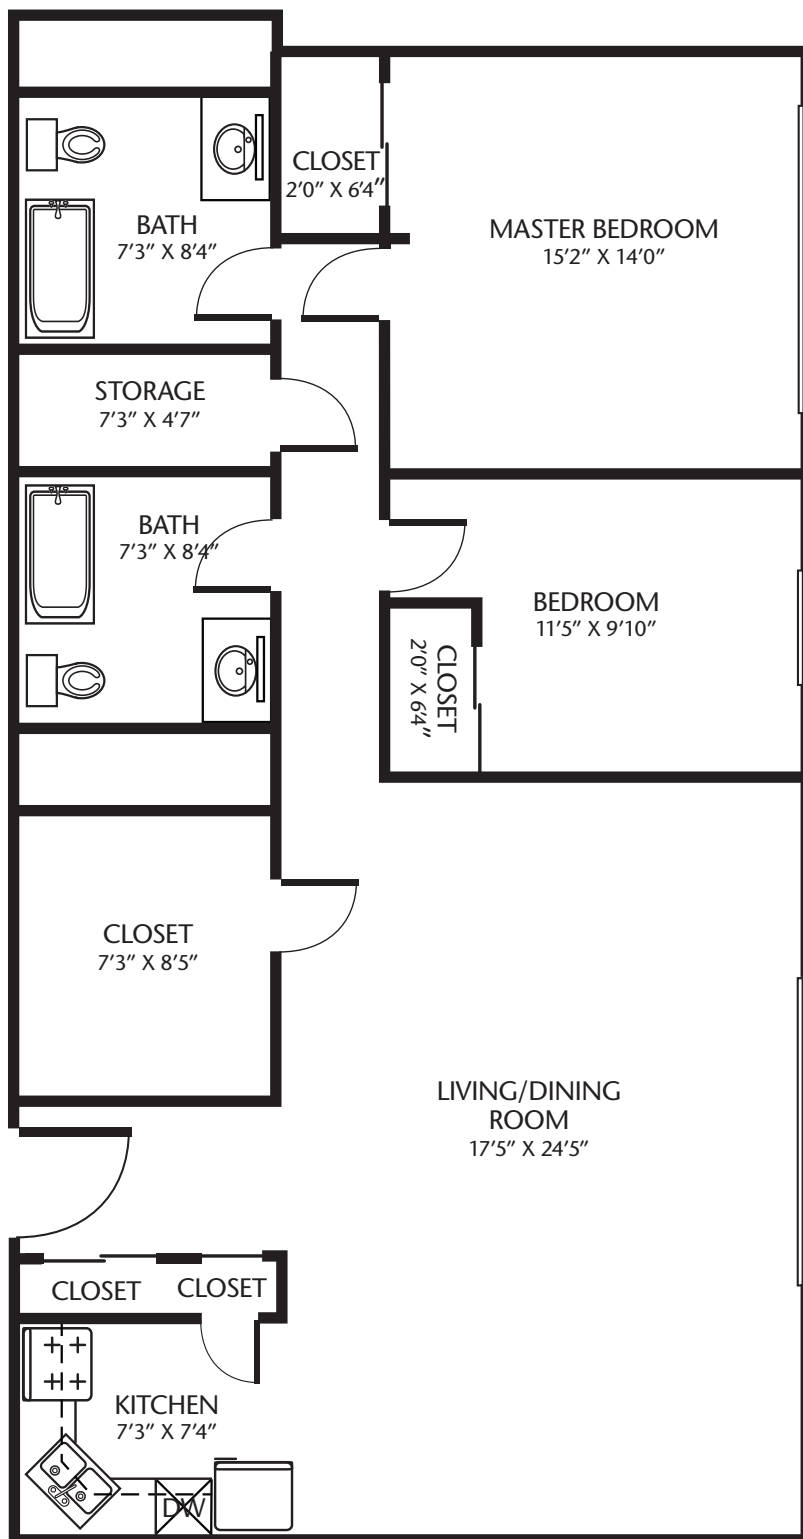 CLOSET
2'0" X 6'4"
BATH
7'3" X 8'4"
MASTER BEDROOM
15'2" X 14'0"
STORAGE
7'3" X 4'7"
BATH
7'3" X 8'4"
BEDROOM
11'5" X 9'10"
CLOSET
2'0" X 6'4"
CLOSET
7'3" X 8'5"
LIVING/DINING
ROOM
17'5" X 24'5"
CLOSET
CLOSET
KITCHEN
7'3" X 7'4"
DW